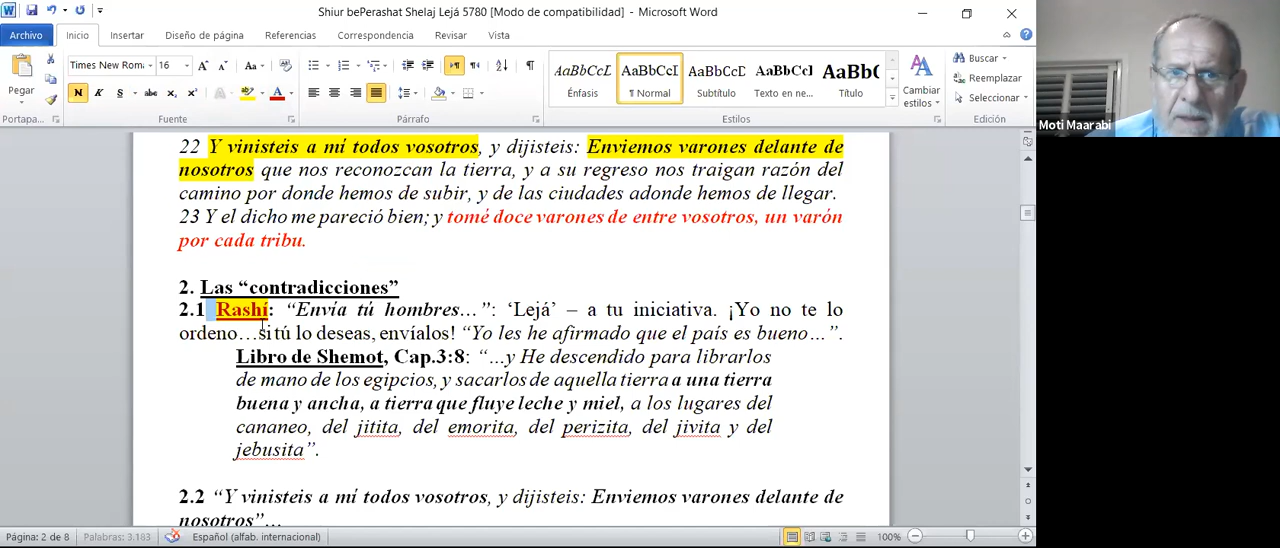 Shiur bePerashat Shelaj Lejá 5780 [Modo de compatibilidad] - Microsoft Word
Archivo Inicio Insertar Diseño de página Referencias Correspondencia Revisar Vista
Times New Roma 16 Aa
Pegar
N K S abc x₂ x² A ab A
AaBbCcL AaBbCcI AaBbCcD AaBbCcI AaBb(
Énfasis ¶ Normal Subtítulo Texto en ne... Título
Cambiar estilos
Buscar
Reemplazar
Seleccionar
Portapa... Fuente Párrafo Estilos Edición
Moti Maarabi
22 Y vinisteis a mí todos vosotros, y dijisteis: Enviemos varones delante de
nosotros que nos reconozcan la tierra, y a su regreso nos traigan razón del
camino por donde hemos de subir, y de las ciudades adonde hemos de llegar.
23 Y el dicho me pareció bien; y tomé doce varones de entre vosotros, un varón
por cada tribu.
2. Las “contradicciones”
2.1 Rashí: “Envía tú hombres…”: ‘Lejá’ – a tu iniciativa. ¡Yo no te lo
ordeno…si tú lo deseas, envíalos! “Yo les he afirmado que el país es bueno…”.
Libro de Shemot, Cap.3:8: “…y He descendido para librarlos
de mano de los egipcios, y sacarlos de aquella tierra a una tierra
buena y ancha, a tierra que fluye leche y miel, a los lugares del
cananeo, del jitita, del emorita, del perizita, del jivita y del
jebusita”.
2.2 “Y vinisteis a mí todos vosotros, y dijisteis: Enviemos varones delante de
nosotros”…
Página: 2 de 8 Palabras: 3.183 Español (alfab. internacional) 100%